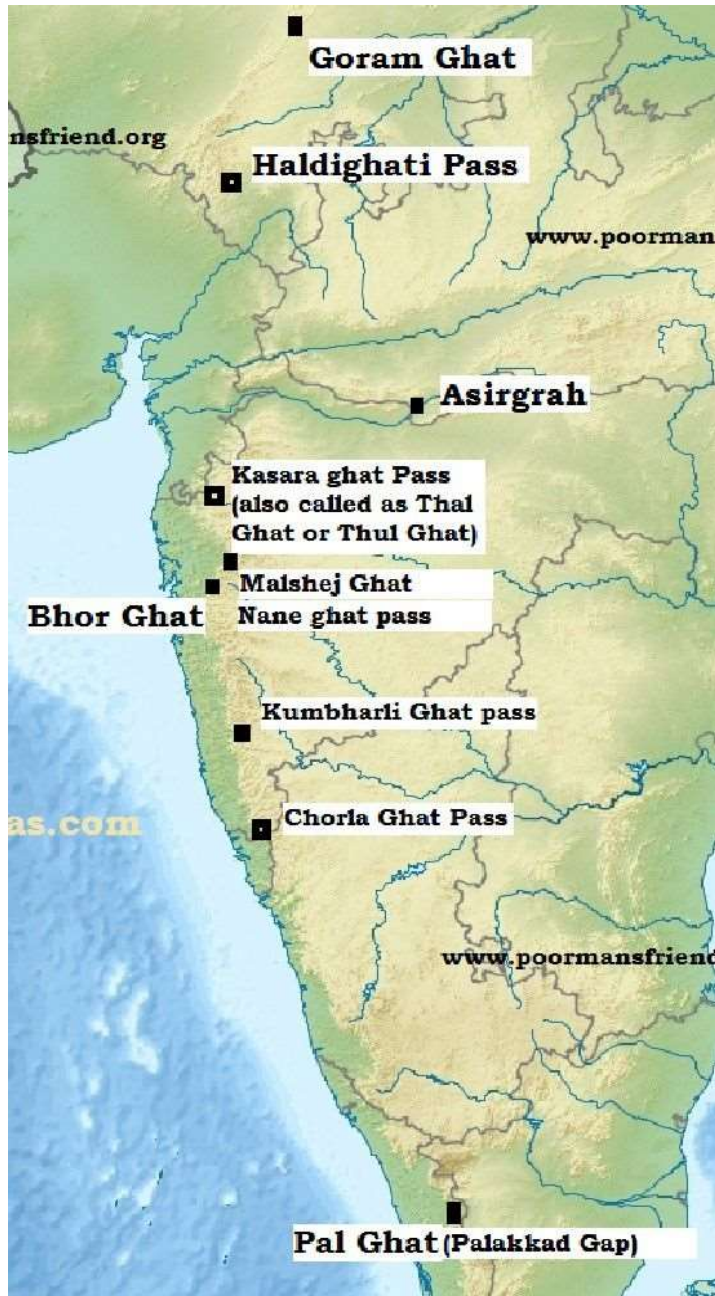 Goram Ghat
nsfriend.org
Haldighati Pass
www.poorman
Asirgrah
Kasara ghat Pass
(also called as Thal
Ghat or Thul Ghat)
Malshej Ghat
Bhor Ghat
Nane ghat pass
Kumbharli Ghat pass
Chorla Ghat Pass
as.com
www.poormansfriend
Pal Ghat (Palakkad Gap)